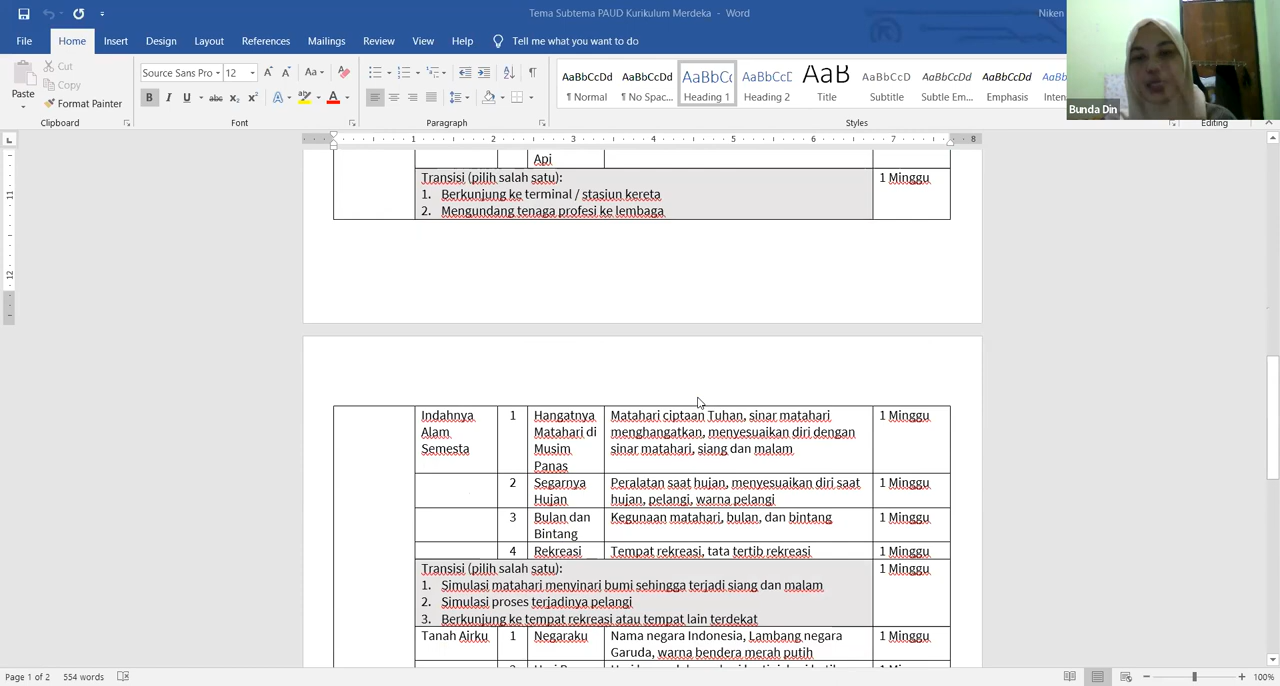 Tema Subtema PAUD Kurikulum Merdeka - Word
Niken
File Home Insert Design Layout References Mailings Review View Help Tell me what you want to do
Paste
Cut
Copy
Format Painter
Clipboard
Source Sans Pro 12
Font
Paragraph
AaBbCcDd AaBbCcDd AaBbC AaBbCcD AaB AaBbCcD AaBbCcDd AaBbCcDd
¶ Normal ¶ No Spac... Heading 1 Heading 2 Title Subtitle Subtle Em... Emphasis
Styles
Editing
Bunda Din
1 2 3 4 5 6 7 8
Api
Transisi (pilih salah satu): 1 Minggu
1. Berkunjung ke terminal / stasiun kereta
2. Mengundang tenaga profesi ke lembaga
Indahnya 1 Hangatnya Matahari ciptaan Tuhan, sinar matahari 1 Minggu
Alam Matahari di menghangatkan, menyesuaikan diri dengan
Semesta Musim sinar matahari, siang dan malam
Panas
2 Segarnya Peralatan saat hujan, menyesuaikan diri saat 1 Minggu
Hujan hujan, pelangi, warna pelangi
3 Bulan dan Kegunaan matahari, bulan, dan bintang 1 Minggu
Bintang
4 Rekreasi Tempat rekreasi, tata tertib rekreasi 1 Minggu
Transisi (pilih salah satu): 1 Minggu
1. Simulasi matahari menyinari bumi sehingga terjadi siang dan malam
2. Simulasi proses terjadinya pelangi
3. Berkunjung ke tempat rekreasi atau tempat lain terdekat
Tanah Airku 1 Negaraku Nama negara Indonesia, Lambang negara 1 Minggu
Garuda, warna bendera merah putih
Page 1 of 2 554 words
100%